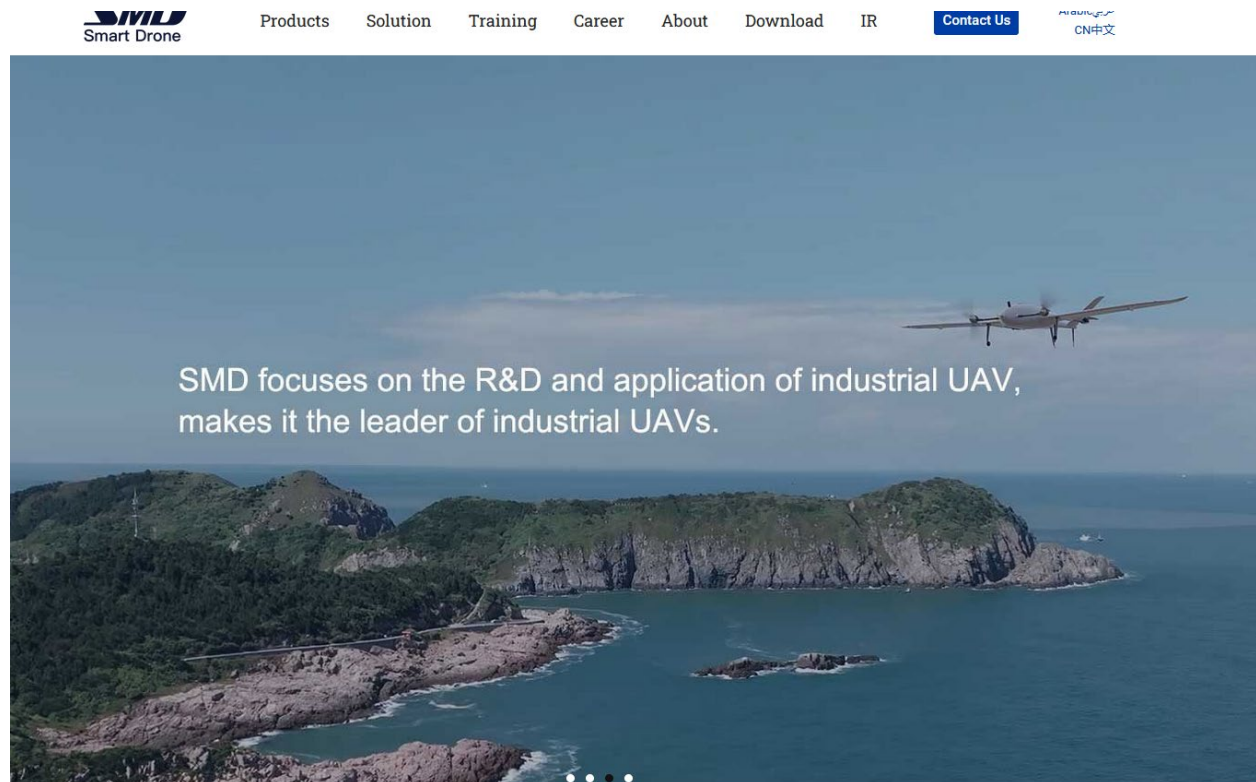 SMD
Smart Drone
Products Solution Training Career About Download IR Contact Us
CN中文
SMD focuses on the R&D and application of industrial UAV,
makes it the leader of industrial UAVs.